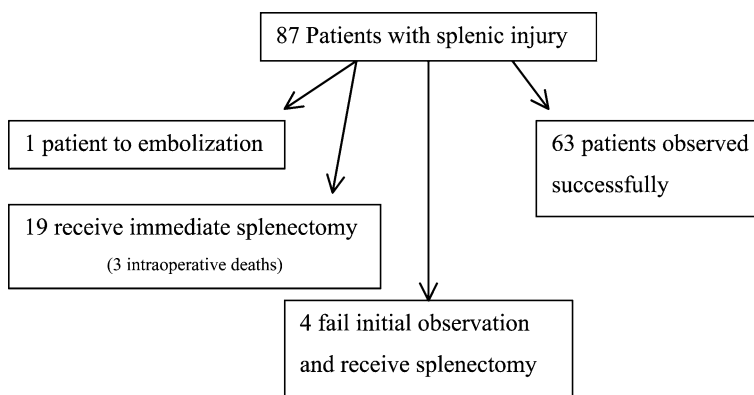 87 Patients with splenic injury
1 patient to embolization
63 patients observed
successfully
19 receive immediate splenectomy
(3 intraoperative deaths)
4 fail initial observation
and receive splenectomy